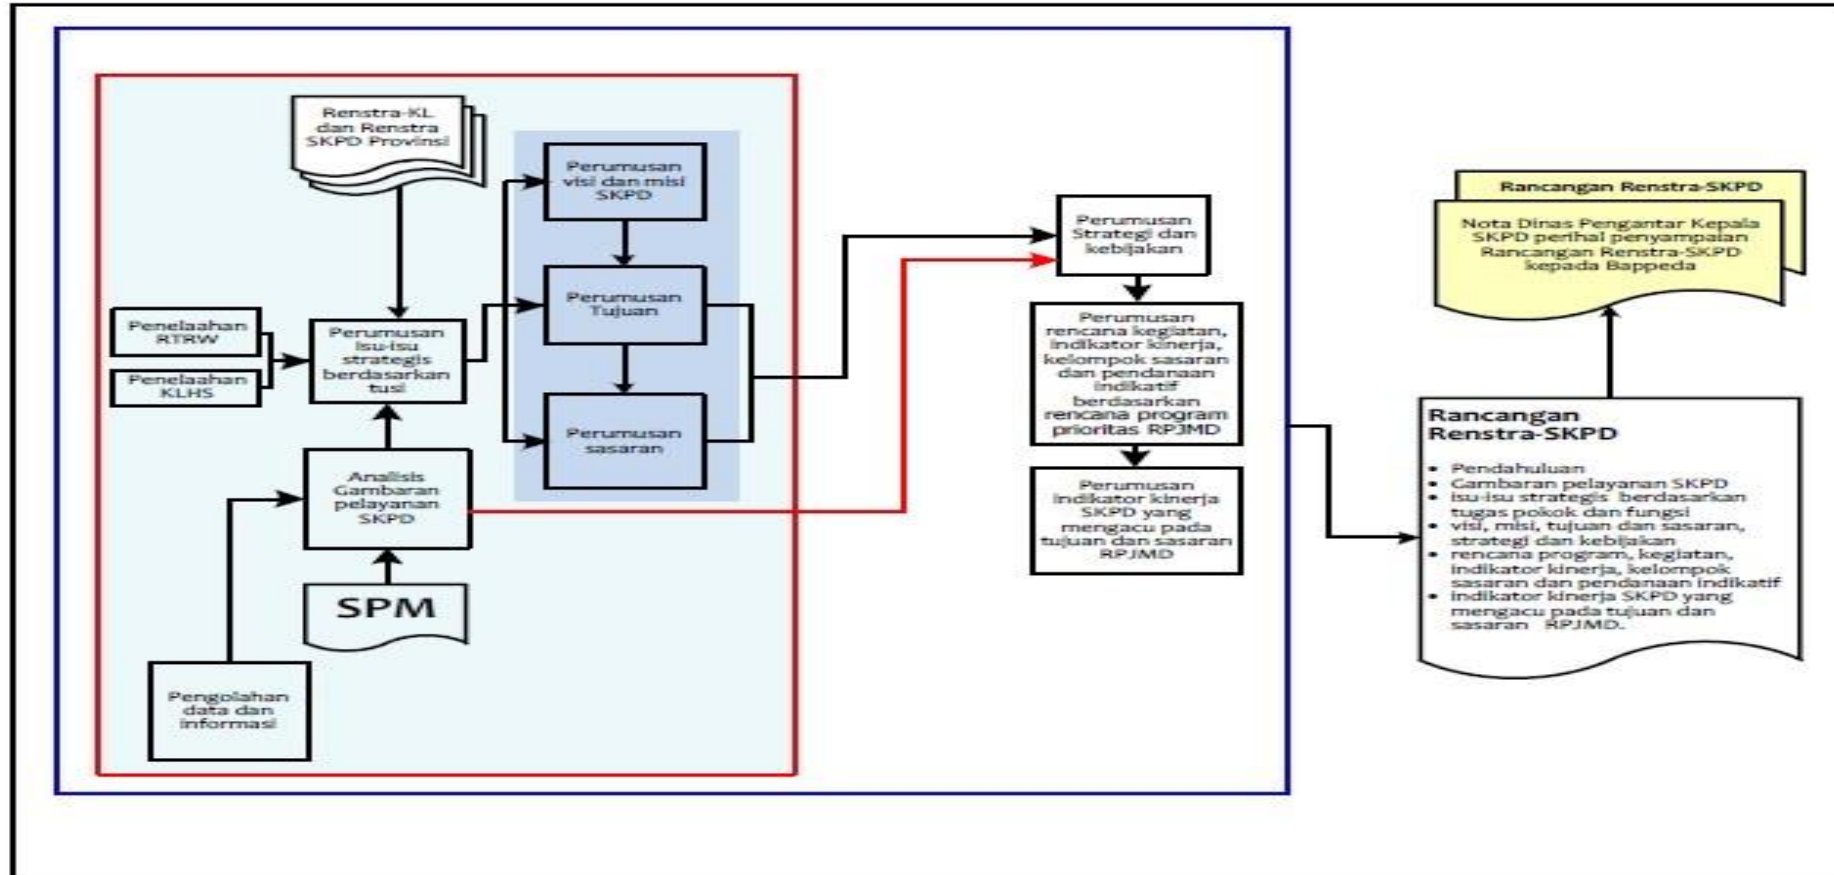 Renstra-KL
dan Renstra
SKPD Provinsi
Perumusan
visi dan misi
SKPD
Penelaahan
RTRW
Penelaahan
KLHS
Perumusan
isu-isu
strategis
berdasarkan
tusi
Perumusan
Tujuan
Perumusan
sasaran
Analisis
Gambaran
pelayanan
SKPD
SPM
Pengolahan
data dan
informasi
Perumusan
Strategi dan
kebijakan
Perumusan
rencana kegiatan,
indikator kinerja,
kelompok sasaran
dan pendanaan
indikatif
berdasarkan
rencana program
prioritas RPJMD
Perumusan
indikator kinerja
SKPD yang
mengacu pada
tujuan dan sasaran
RPJMD
Rancangan Renstra-SKPD
Nota Dinas Pengantar Kepala
SKPD perihal penyampaian
Rancangan Renstra-SKPD
kepada Bappeda
Rancangan
Renstra-SKPD
• Pendahuluan
• Gambaran pelayanan SKPD
• isu-isu strategis berdasarkan
tugas pokok dan fungsi
• visi, misi, tujuan dan sasaran,
strategi dan kebijakan
• rencana program, kegiatan,
indikator kinerja, kelompok
sasaran dan pendanaan indikatif
• indikator kinerja SKPD yang
mengacu pada tujuan dan
sasaran RPJMD.